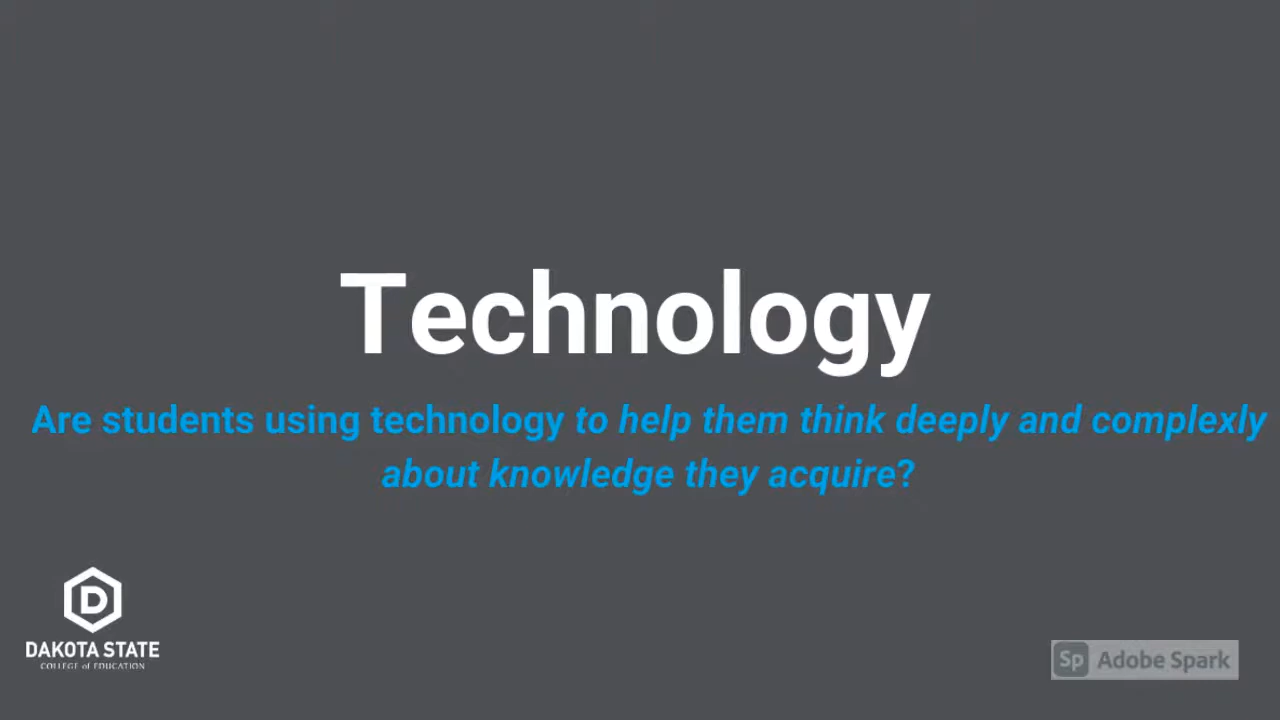 Technology
Are students using technology to help them think deeply and complexly
about knowledge they acquire?
D
DAKOTA STATE
COLLEGE of EDUCATION
Sp Adobe Spark